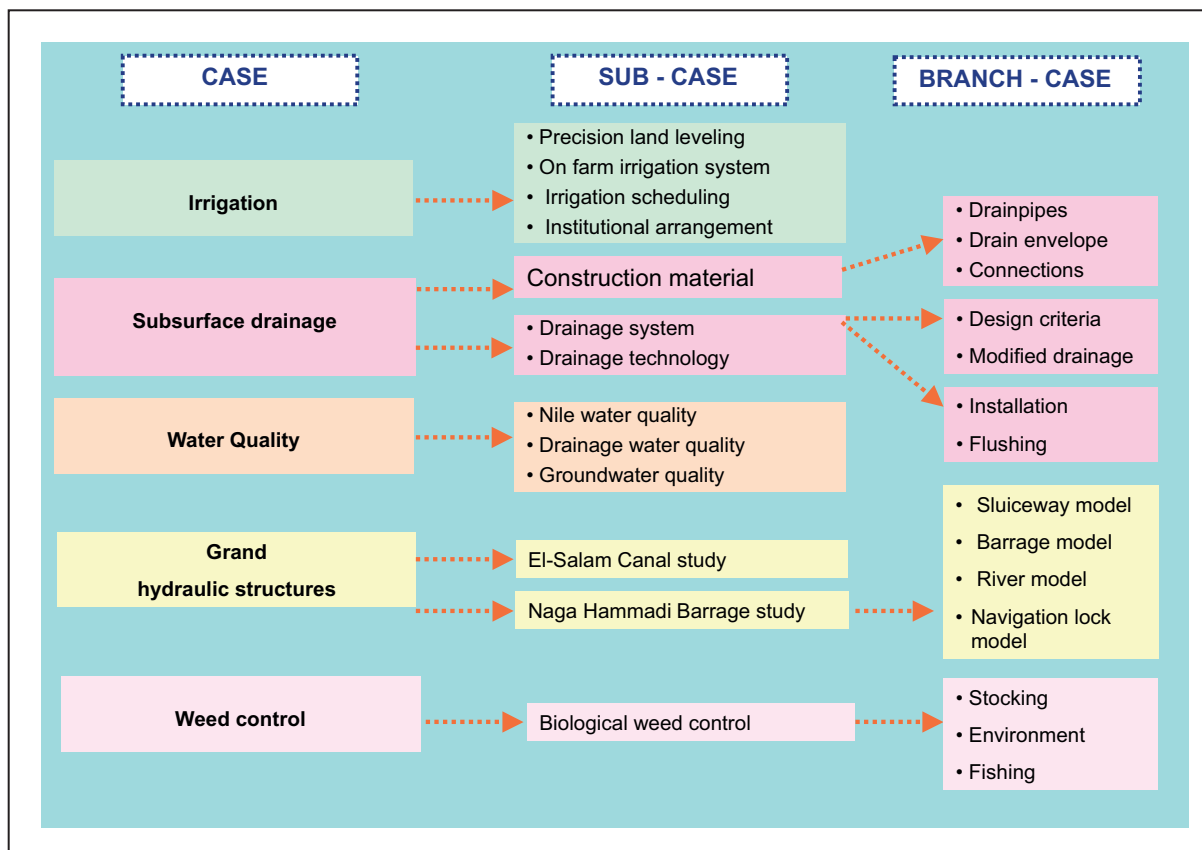 CASE
SUB - CASE
BRANCH - CASE
Irrigation
• Precision land leveling
• On farm irrigation system
• Irrigation scheduling
• Institutional arrangement
Subsurface drainage
Construction material
• Drainpipes
• Drain envelope
• Connections
• Drainage system
• Drainage technology
• Design criteria
• Modified drainage
• Installation
• Flushing
Water Quality
• Nile water quality
• Drainage water quality
• Groundwater quality
Grand
hydraulic structures
El-Salam Canal study
Naga Hammadi Barrage study
• Sluiceway model
• Barrage model
• River model
• Navigation lock
model
Weed control
Biological weed control
• Stocking
• Environment
• Fishing